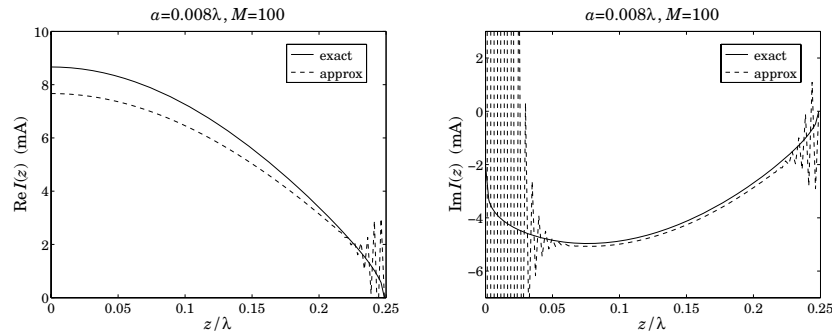 a=0.008λ, M=100
10
8
6
4
2
0
0
0.05
0.1
0.15
0.2
0.25
Re I(z) (mA)
z/λ
exact
approx
a=0.008λ, M=100
0
−2
−4
−6
0
0.05
0.1
0.15
0.2
0.25
Im I(z) (mA)
z/λ
exact
approx